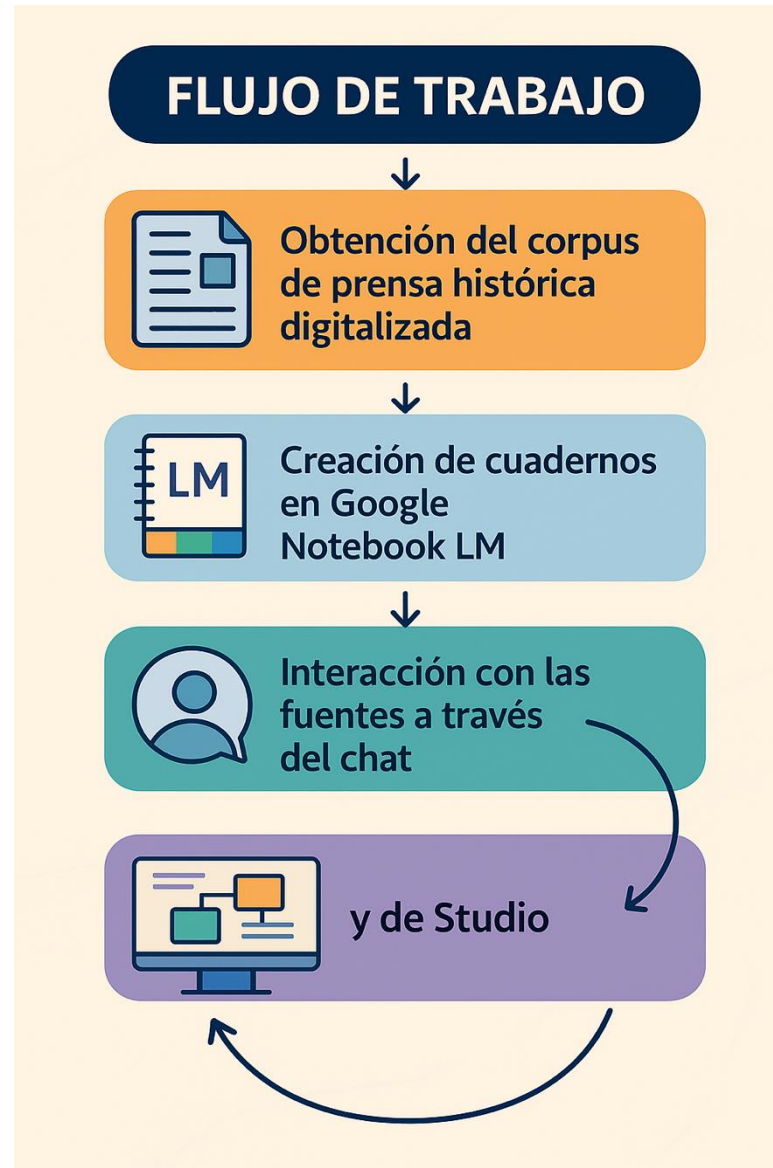 FLUJO DE TRABAJO
Obtención del corpus
de prensa histórica
digitalizada
LM
Creación de cuadernos
en Google
Notebook LM
Interacción con las
fuentes a través
del chat
y de Studio